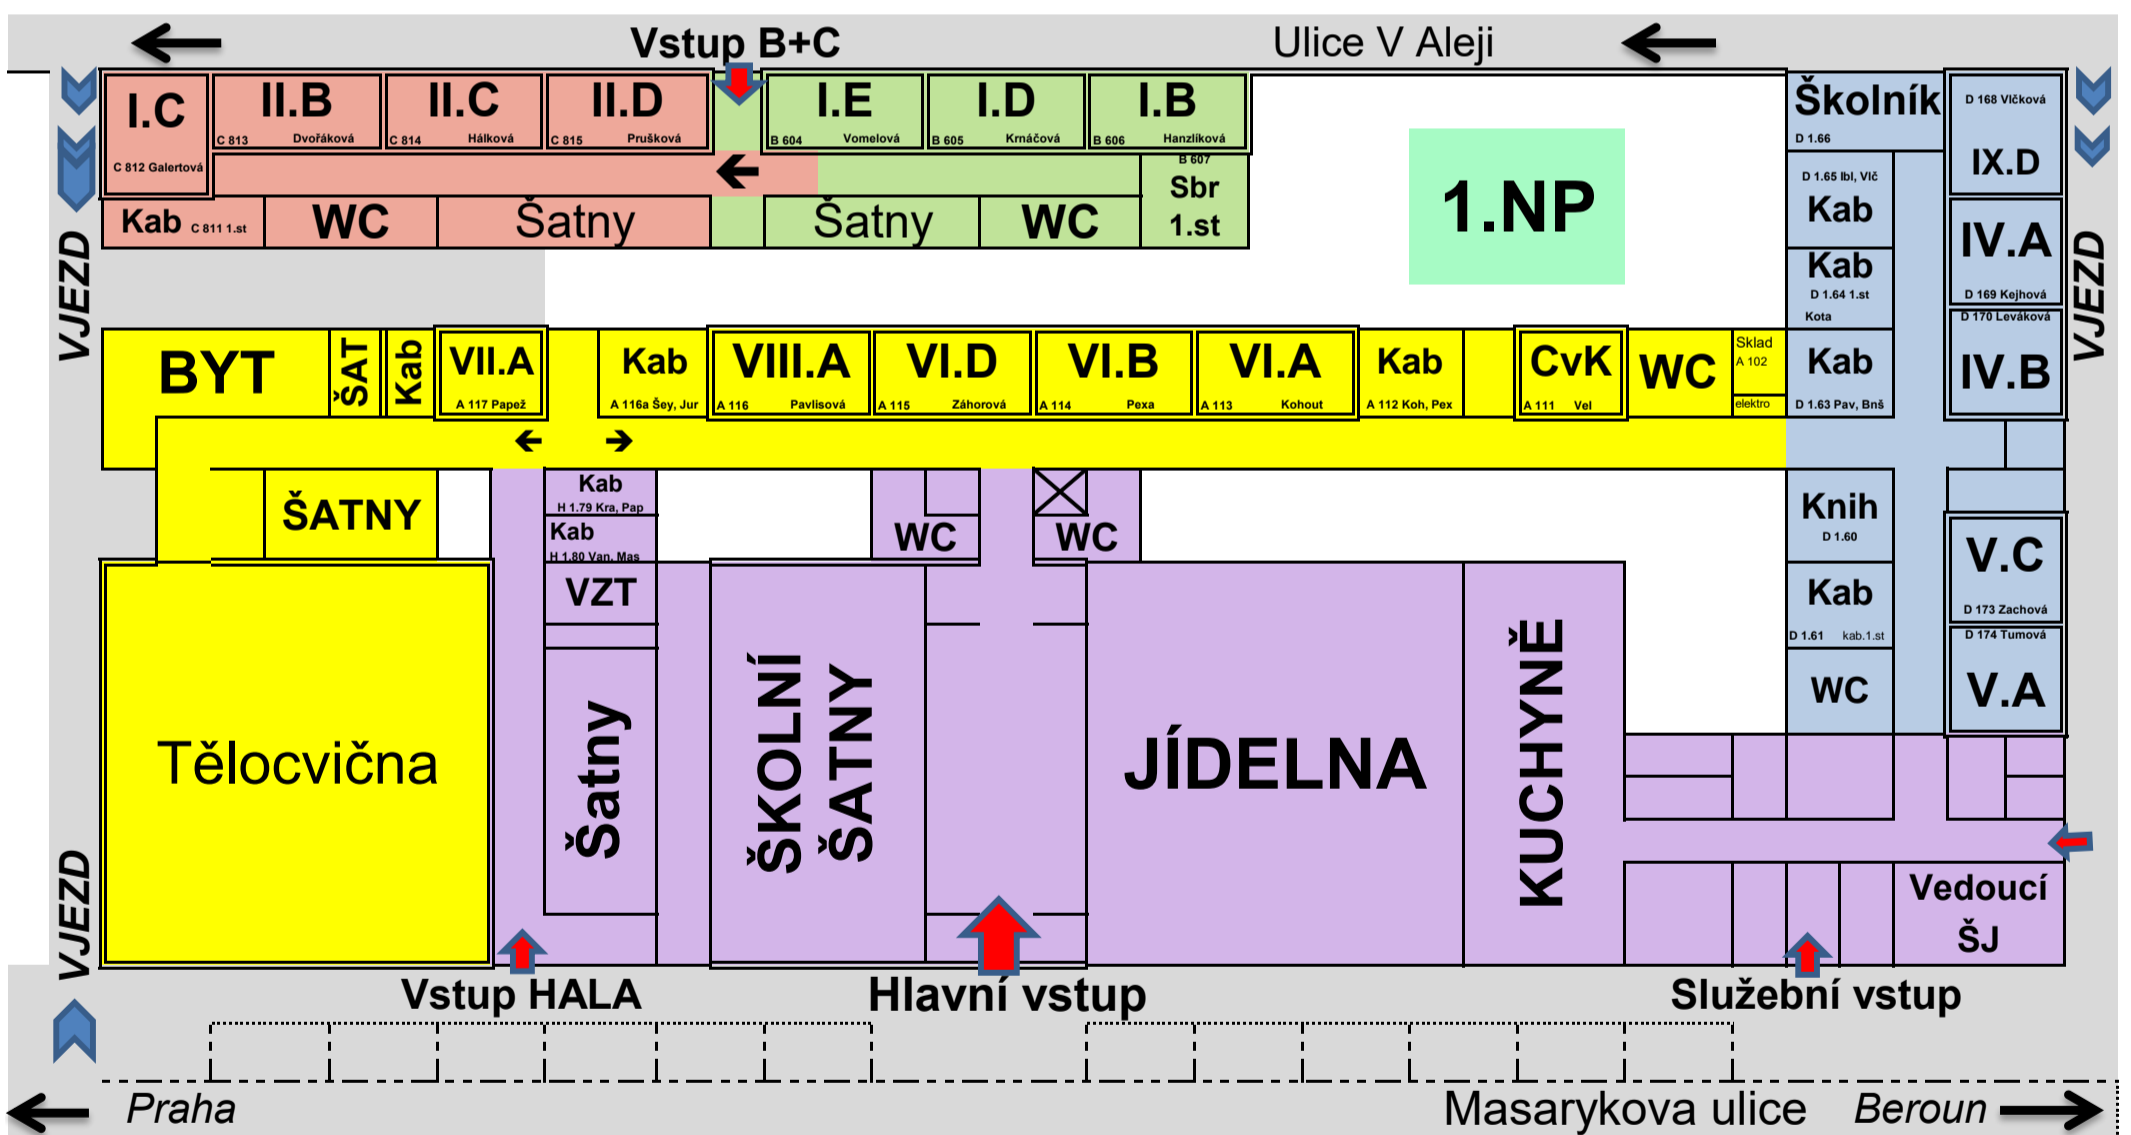 Vstup B+C
Ulice V Aleji
I.C
C 812 Galertová
II.B
C 813 Dvořáková
II.C
C 814 Hálková
II.D
C 815 Prušková
I.E
B 604 Vomelová
I.D
B 605 Krnáčová
I.B
B 606 Hanzlíková
Kab C 811 1.st
WC
Šatny
Šatny
WC
B 607
Sbr
1.st
1.NP
Školník
D 1.66
D 168 Vlčková
IX.D
D 1.65 Ibl, Vlč
Kab
IV.A
D 169 Kejhová
Kab
D 1.64 1.st
Kota
D 170 Leváková
IV.B
Kab
D 1.63 Pav, Bnš
VJEZD
VJEZD
BYT
ŠAT
Kab
VII.A
A 117 Papež
Kab
A 116a Šey, Jur
VIII.A
A 116 Pavlisová
VI.D
A 115 Záhorová
VI.B
A 114 Pexa
VI.A
A 113 Kohout
Kab
A 112 Koh, Pex
CvK
A 111 Vel
WC
Sklad
A 102
elektro
ŠATNY
Kab
H 1.79 Kra, Pap
Kab
H 1.80 Van, Mas
VZT
WC
WC
Knih
D 1.60
V.C
D 173 Zachová
Kab
D 1.61 kab.1.st
D 174 Tumová
V.A
WC
Tělocvična
Šatny
ŠKOLNÍ
ŠATNY
JÍDELNA
KUCHYNĚ
Vedoucí
ŠJ
VJEZD
Vstup HALA
Hlavní vstup
Služební vstup
Praha
Masarykova ulice
Beroun